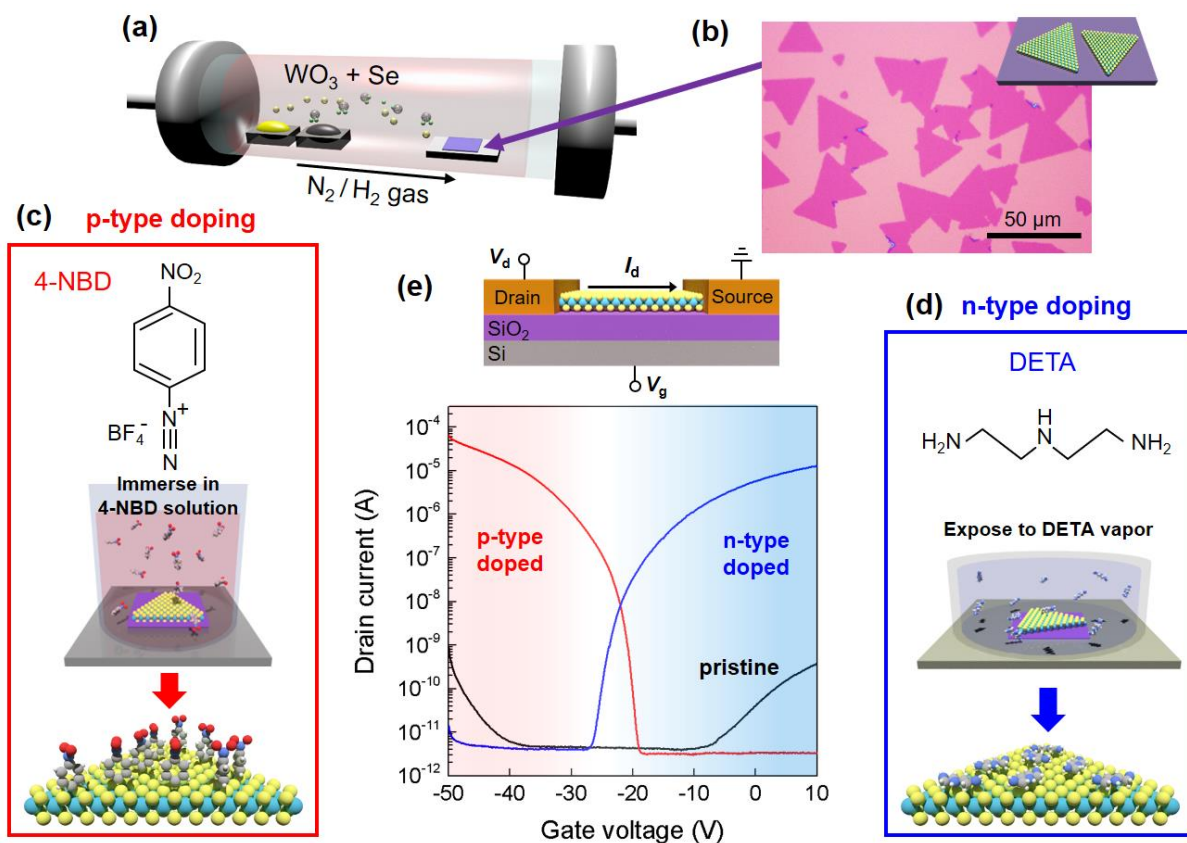 (a)
WO₃ + Se
N₂ / H₂ gas
(b)
50 µm
(c) p-type doping
4-NBD
NO₂
N⁺
BF₄⁻
N
Immerse in
4-NBD solution
(e)
V_d
I_d
Drain
Source
SiO₂
Si
V_g
Drain current (A)
10⁻⁴
10⁻⁵
10⁻⁶
10⁻⁷
10⁻⁸
10⁻⁹
10⁻¹⁰
10⁻¹¹
10⁻¹²
p-type
doped
n-type
doped
pristine
-50 -40 -30 -20 -10 0 10
Gate voltage (V)
(d) n-type doping
DETA
H
H₂N N NH₂
Expose to DETA vapor